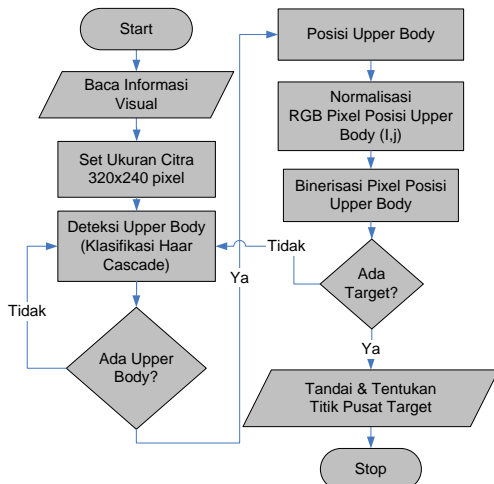 Start
Baca Informasi
Visual
Set Ukuran Citra
320x240 pixel
Deteksi Upper Body
(Klasifikasi Haar
Cascade)
Tidak
Ada Upper
Body?
Ya
Posisi Upper Body
Normalisasi
RGB Pixel Posisi Upper
Body (I,j)
Binerisasi Pixel Posisi
Upper Body
Tidak
Ada
Target?
Ya
Tandai & Tentukan
Titik Pusat Target
Stop